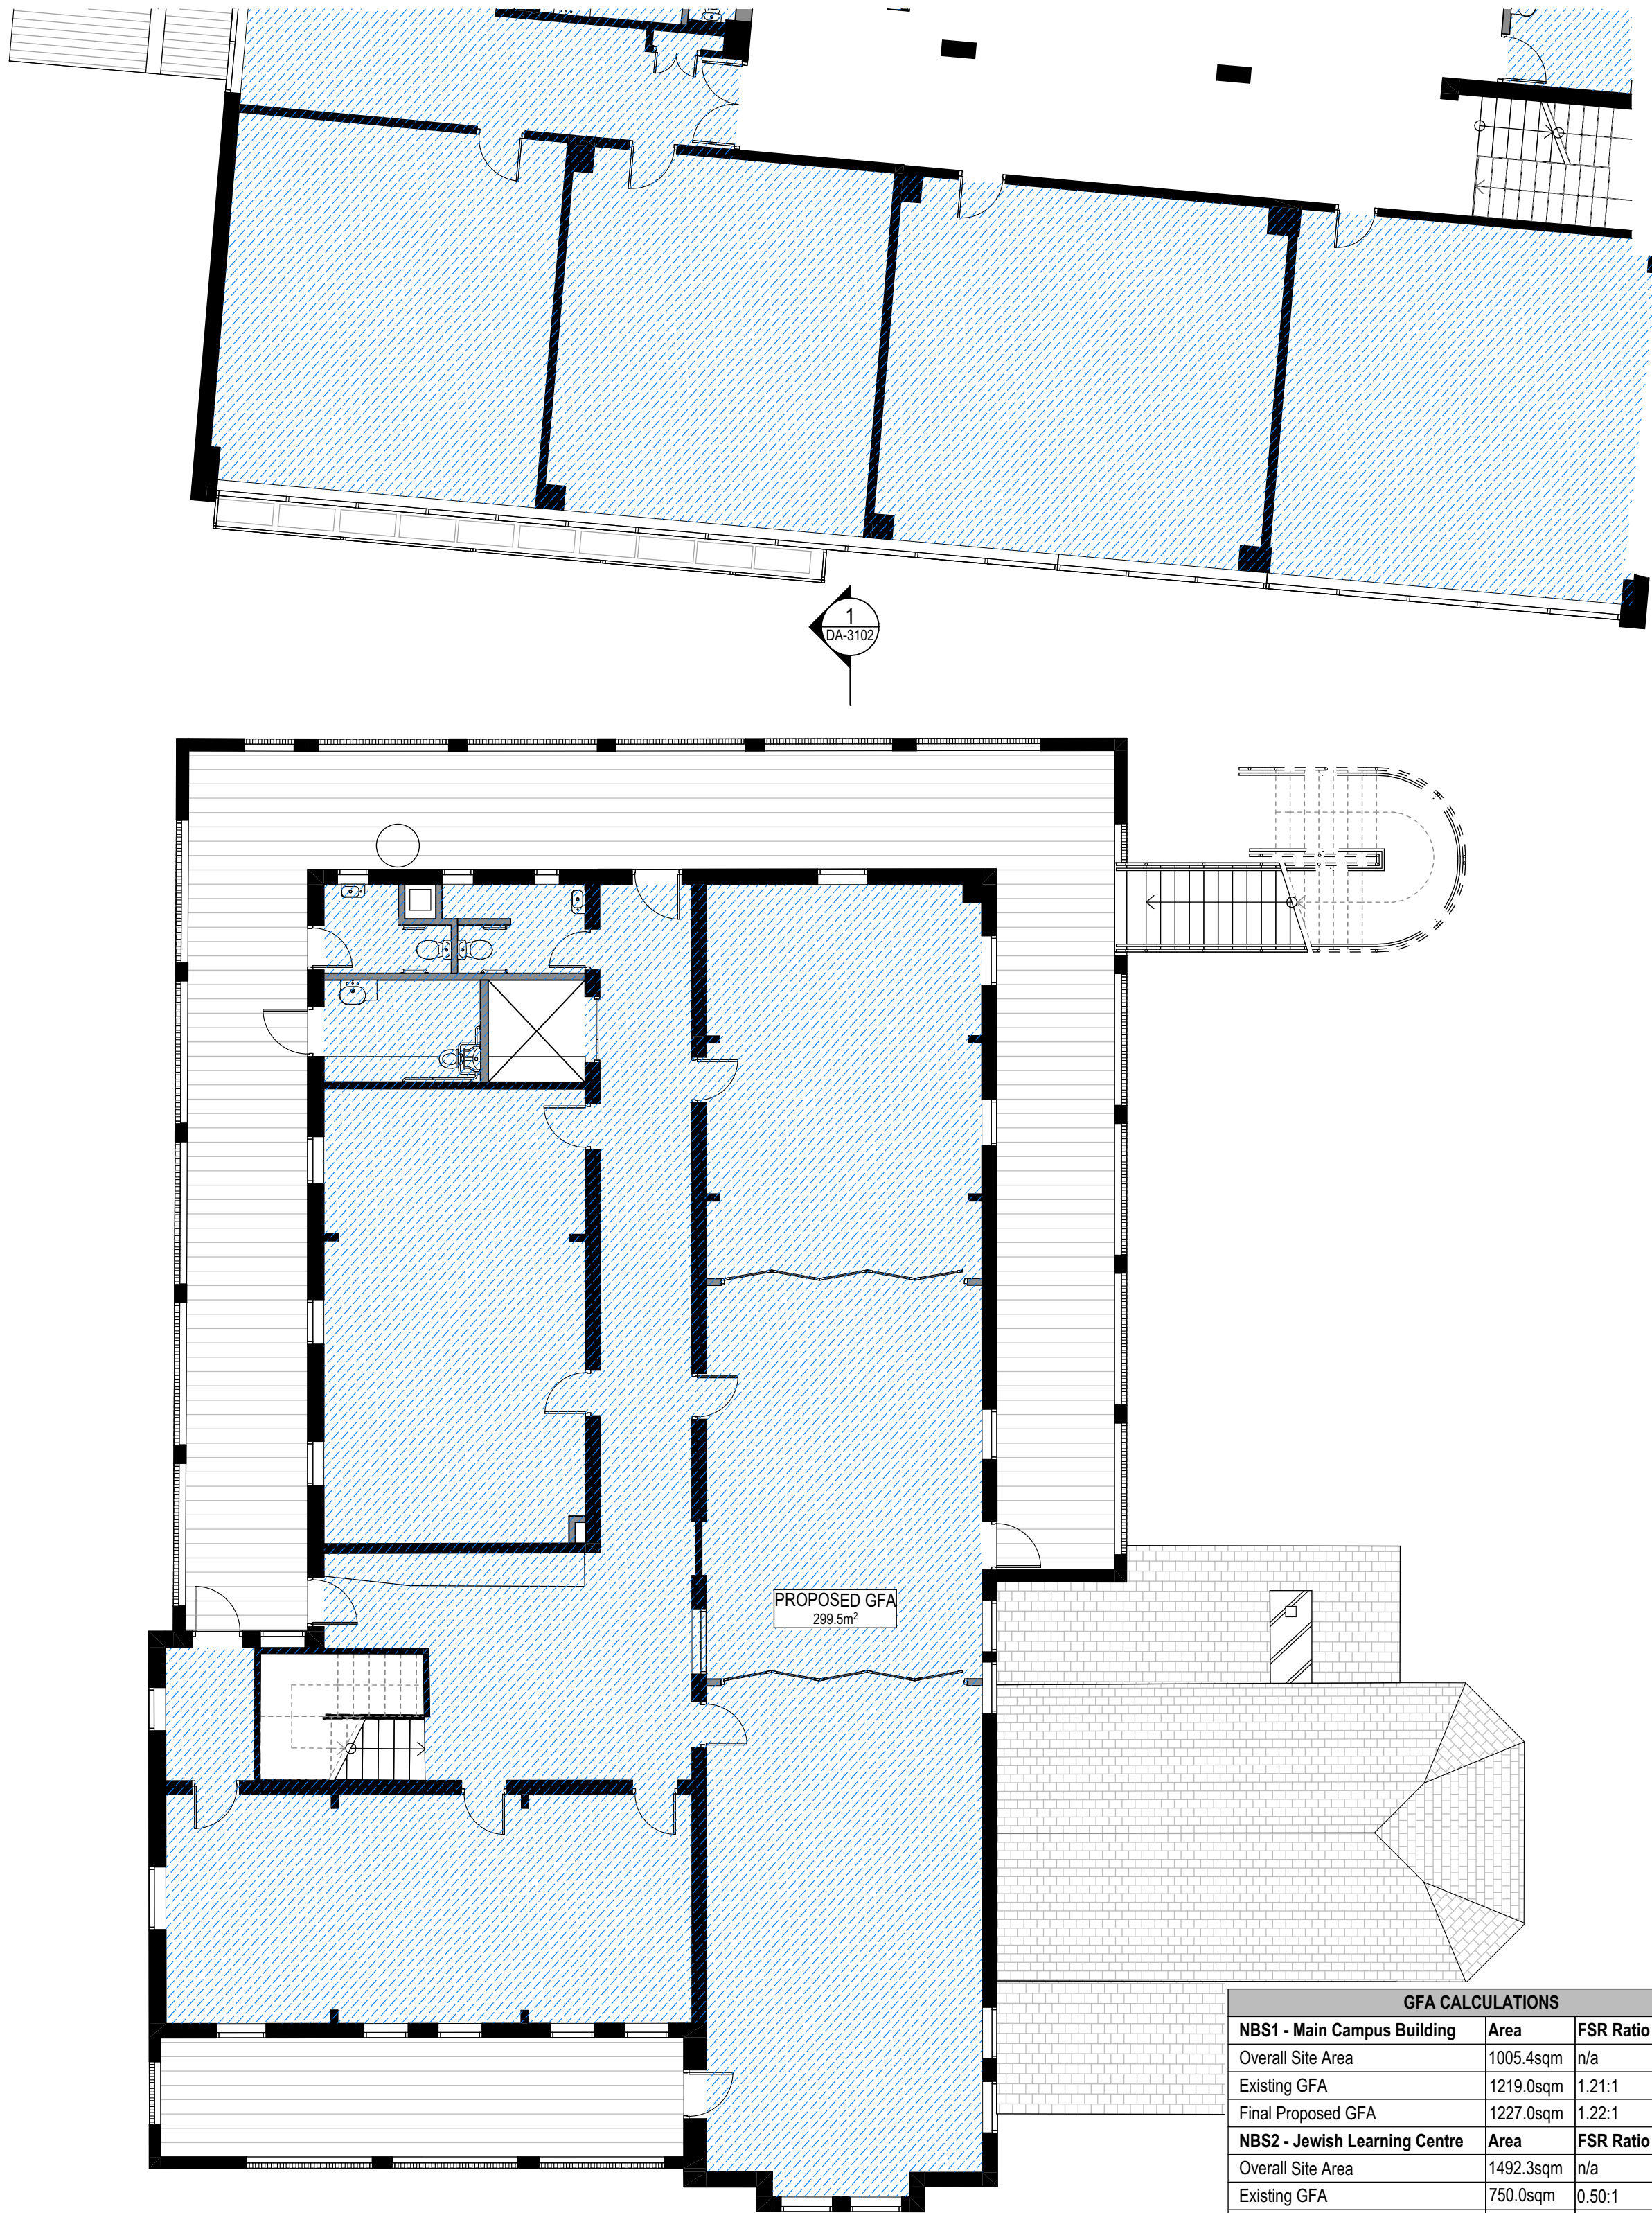 1
DA-3102
PROPOSED GFA
299.5m²
GFA CALCULATIONS
NBS1 - Main Campus Building Area FSR Ratio
Overall Site Area 1005.4sqm n/a
Existing GFA 1219.0sqm 1.21:1
Final Proposed GFA 1227.0sqm 1.22:1
NBS2 - Jewish Learning Centre Area FSR Ratio
Overall Site Area 1492.3sqm n/a
Existing GFA 750.0sqm 0.50:1